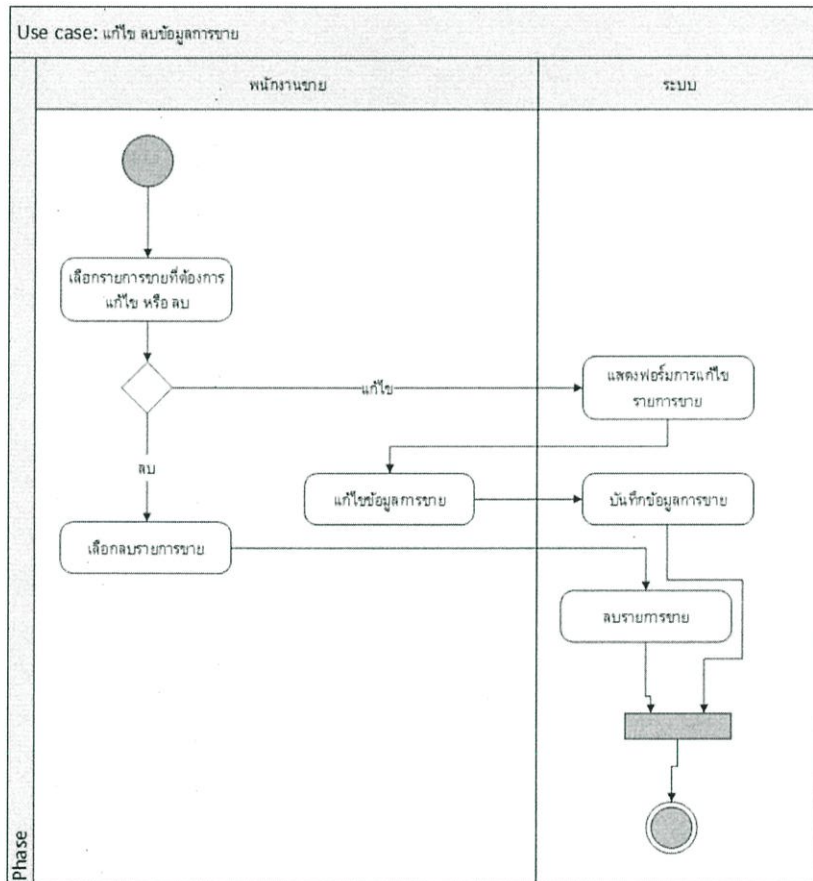 Use case: แก้ไข ลบข้อมูลการขาย
พนักงานขาย
ระบบ
เลือกรายการขายที่ต้องการ
แก้ไข หรือ ลบ
แก้ไข
แสดงฟอร์มการแก้ไข
รายการขาย
ลบ
แก้ไขข้อมูลการขาย
บันทึกข้อมูลการขาย
เลือกลบรายการขาย
ลบรายการขาย
Phase